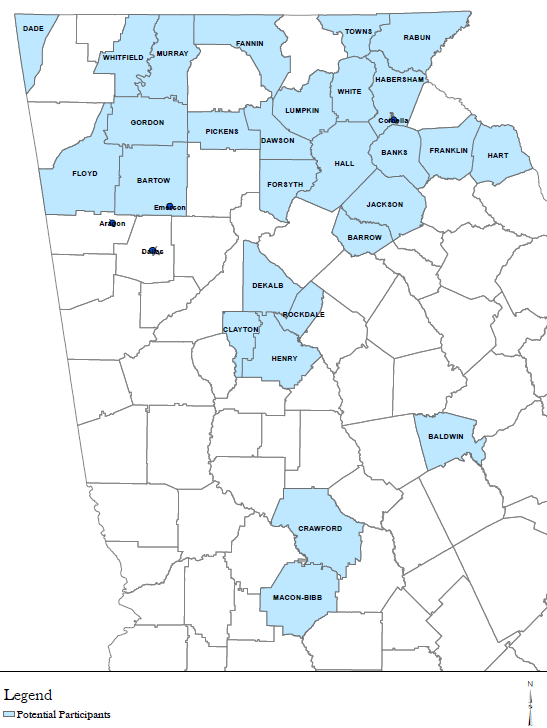 DADE
TOWNS
RABUN
FANNIN
MURRAY
WHITFIELD
HABERSHAM
WHITE
LUMPKIN
Cornelia
GORDON
PICKENS
DAWSON
BANKS
FRANKLIN
HART
HALL
FLOYD
BARTOW
FORSYTH
JACKSON
Emerson
Aragon
BARROW
Dallas
DEKALB
ROCKDALE
CLAYTON
HENRY
BALDWIN
CRAWFORD
MACON-BIBB
Legend
Potential Participants
N
S